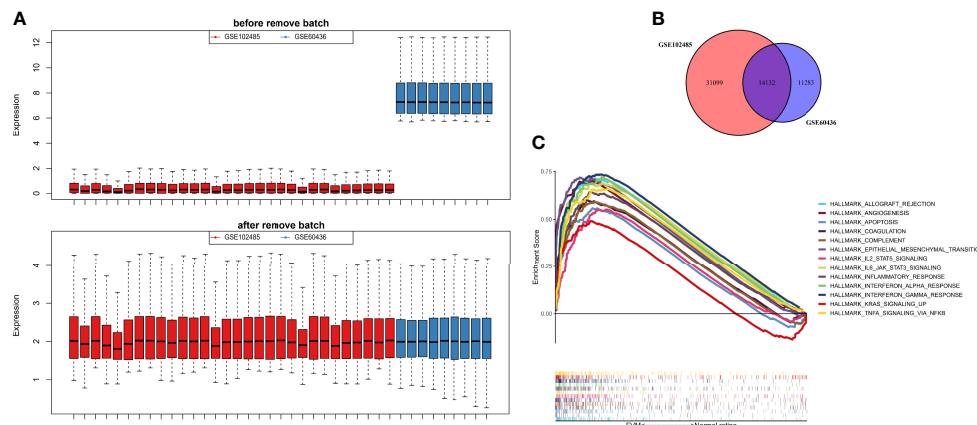 A
before remove batch
GSE102485
GSE60436
Expression
12
10
8
6
4
2
0
after remove batch
GSE102485
GSE60436
Expression
4
3
2
1
B
GSE102485
31099
14132
11283
GSE60436
C
Enrichment Score
0.75
0.50
0.25
0.00
HALLMARK_ALLOGRAFT_REJECTION
HALLMARK_ANGIOGENESIS
HALLMARK_APOPTOSIS
HALLMARK_COAGULATION
HALLMARK_COMPLEMENT
HALLMARK_EPITHELIAL_MESENCHYMAL_TRANSITIO
HALLMARK_IL2_STAT5_SIGNALING
HALLMARK_IL6_JAK_STAT3_SIGNALING
HALLMARK_INFLAMMATORY_RESPONSE
HALLMARK_INTERFERON_ALPHA_RESPONSE
HALLMARK_INTERFERON_GAMMA_RESPONSE
HALLMARK_KRAS_SIGNALING_UP
HALLMARK_TNFA_SIGNALING_VIA_NFKB